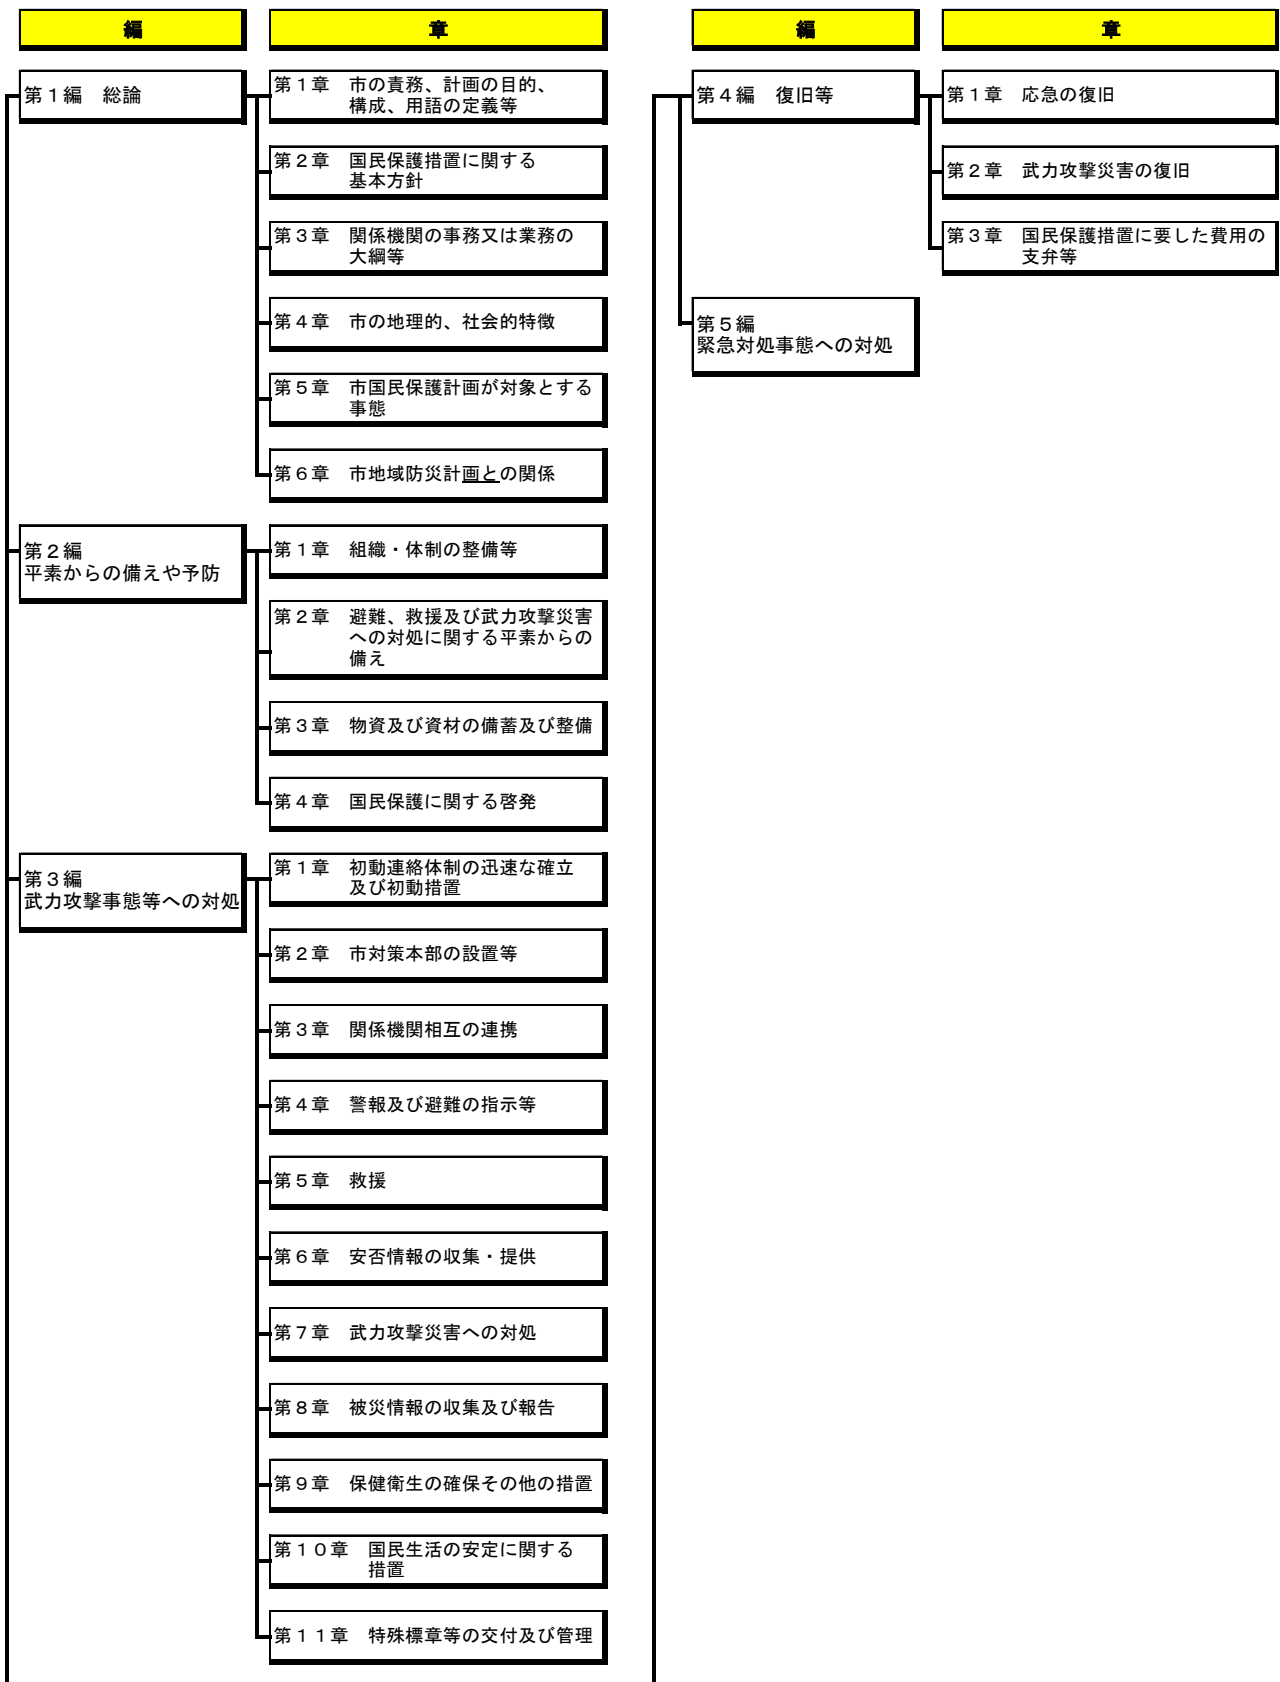 編
章
第１編　総論
第１章　市の責務、計画の目的、
構成、用語の定義等
第２章　国民保護措置に関する
基本方針
第３章　関係機関の事務又は業務の
大綱等
第４章　市の地理的、社会的特徴
第５章　市国民保護計画が対象とする
事態
第６章　市地域防災計画との関係
第２編
平素からの備えや予防
第１章　組織・体制の整備等
第２章　避難、救援及び武力攻撃災害
への対処に関する平素からの
備え
第３章　物資及び資材の備蓄及び整備
第４章　国民保護に関する啓発
第３編
武力攻撃事態等への対処
第１章　初動連絡体制の迅速な確立
及び初動措置
第２章　市対策本部の設置等
第３章　関係機関相互の連携
第４章　警報及び避難の指示等
第５章　救援
第６章　安否情報の収集・提供
第７章　武力攻撃災害への対処
第８章　被災情報の収集及び報告
第９章　保健衛生の確保その他の措置
第１０章　国民生活の安定に関する
措置
第１１章　特殊標章等の交付及び管理
編
章
第４編　復旧等
第１章　応急の復旧
第２章　武力攻撃災害の復旧
第３章　国民保護措置に要した費用の
支弁等
第５編
緊急対処事態への対処